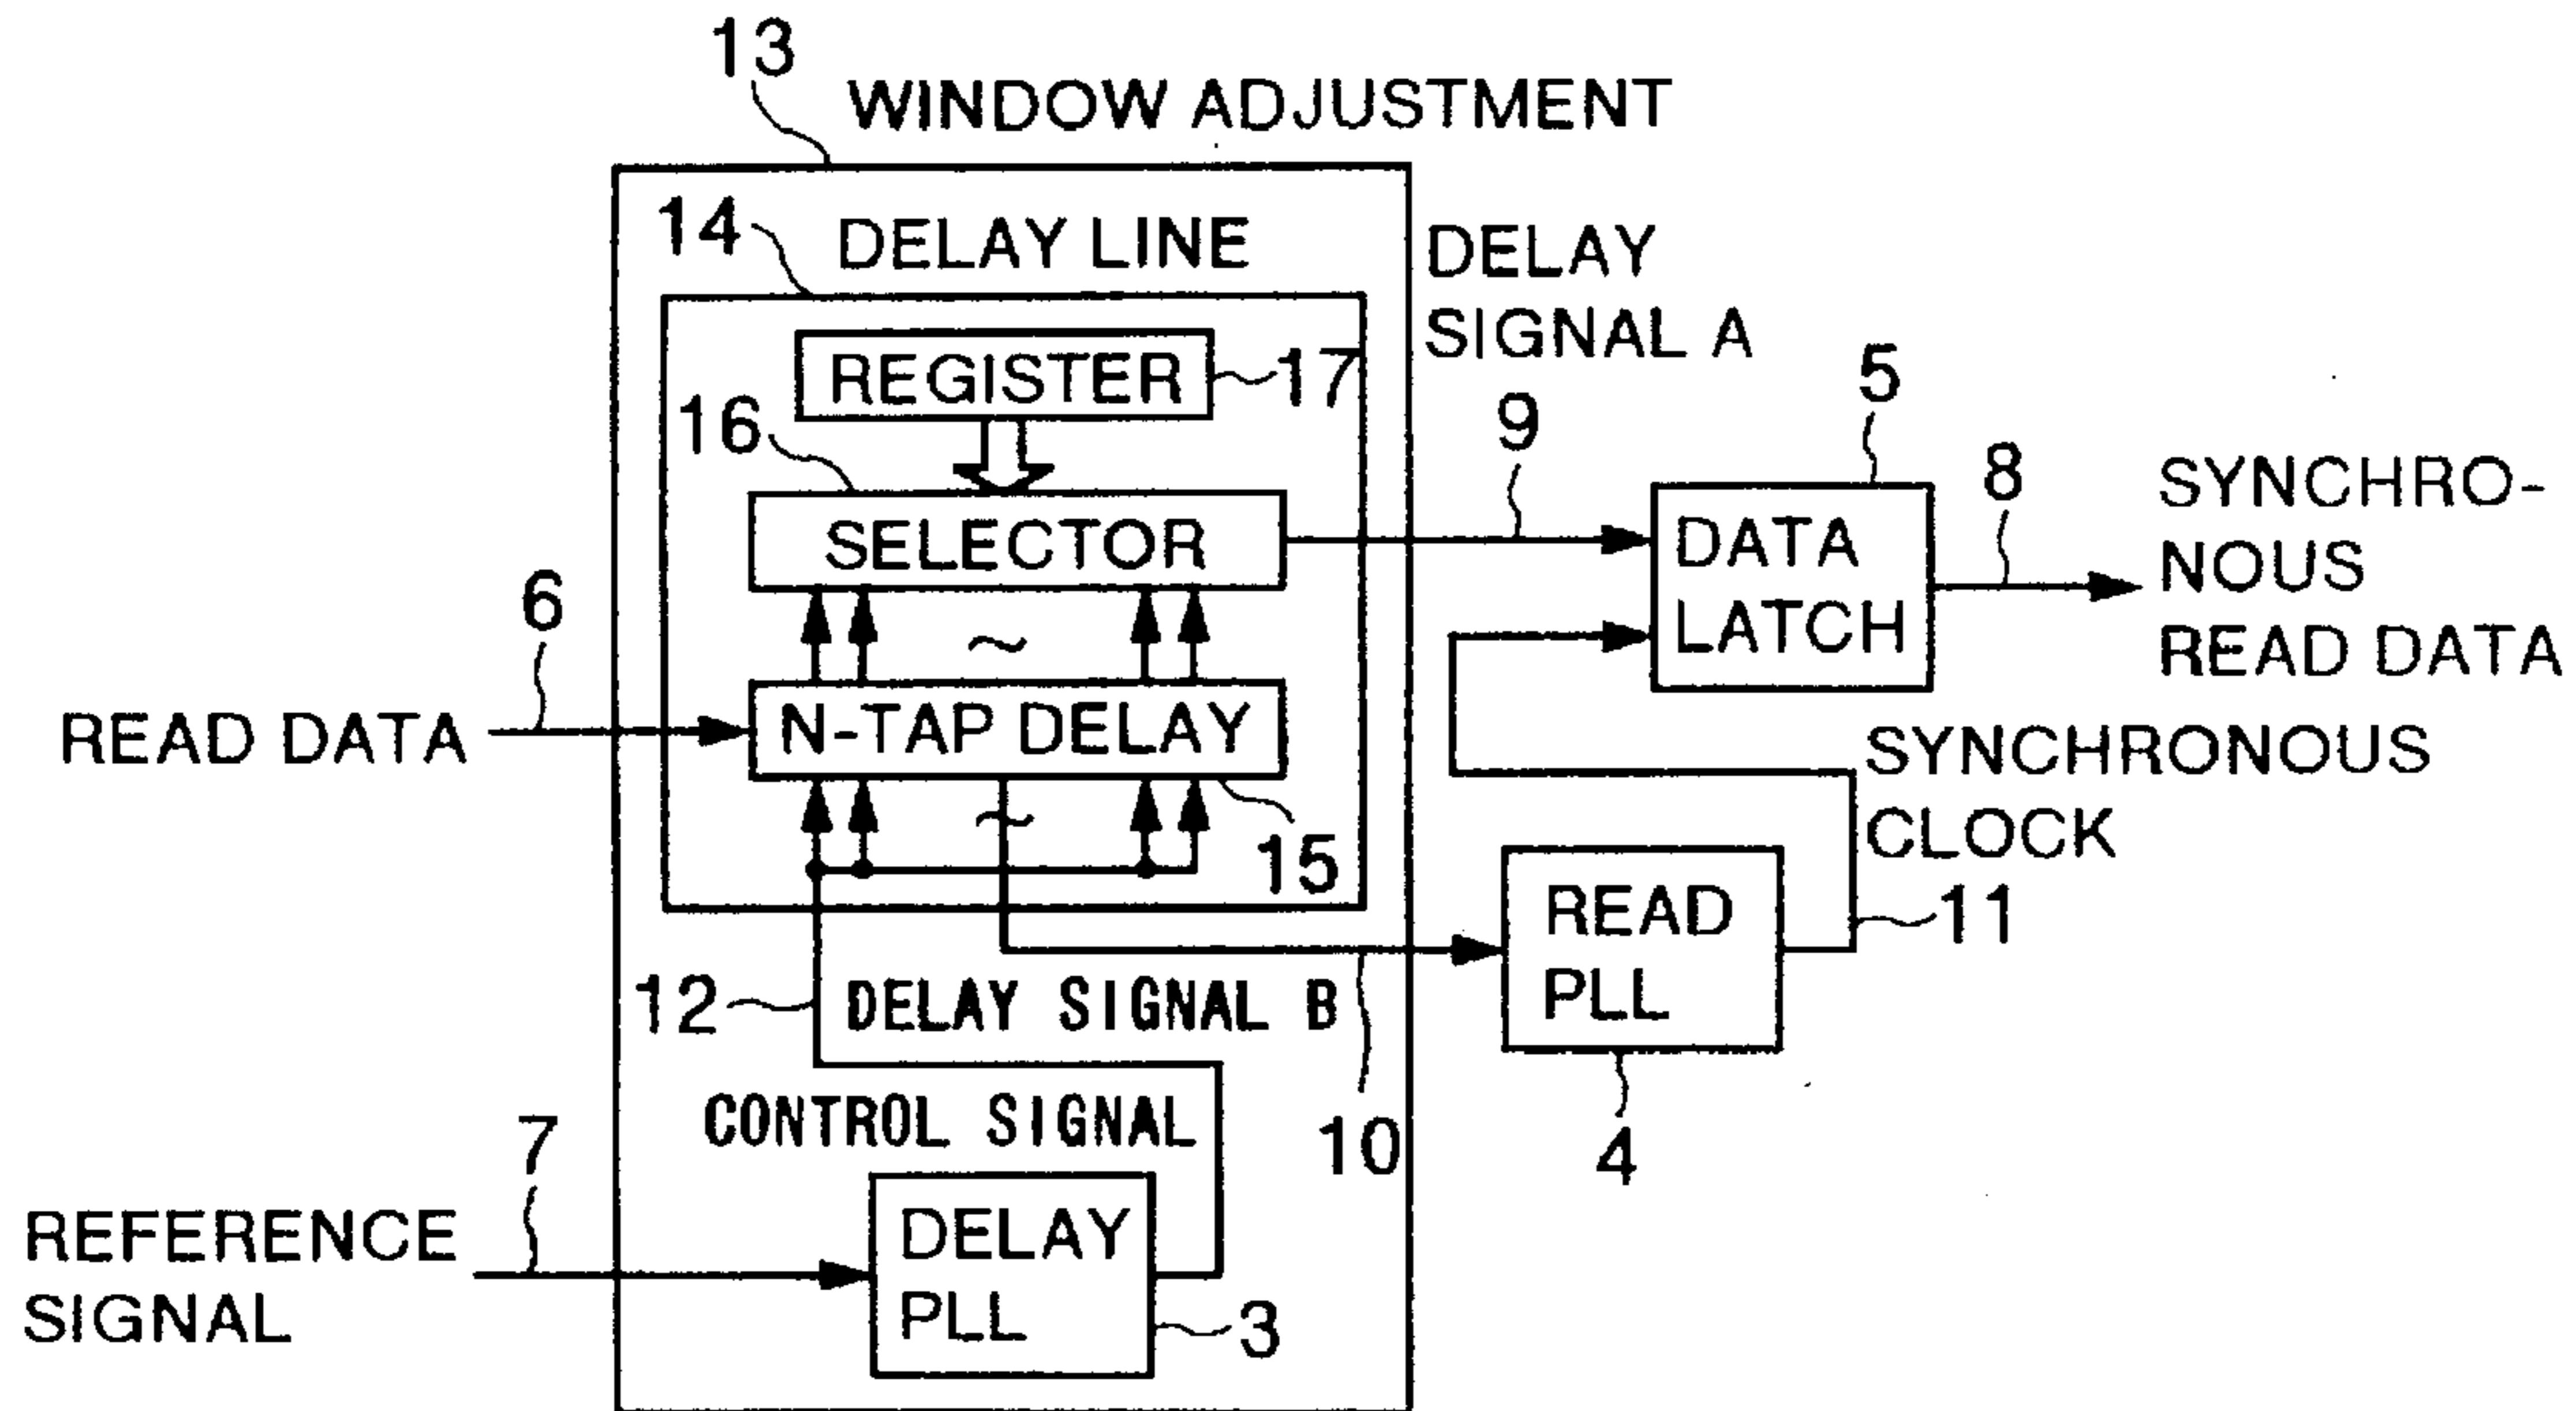 13
WINDOW ADJUSTMENT
14
DELAY LINE
DELAY
SIGNAL A
REGISTER
17
16
9
5
8
SELECTOR
DATA
LATCH
SYNCHRO-
NOUS
READ DATA
6
READ DATA
N-TAP DELAY
15
SYNCHRONOUS
CLOCK
11
READ
PLL
4
12
DELAY SIGNAL B
10
CONTROL SIGNAL
7
REFERENCE
SIGNAL
DELAY
PLL
3